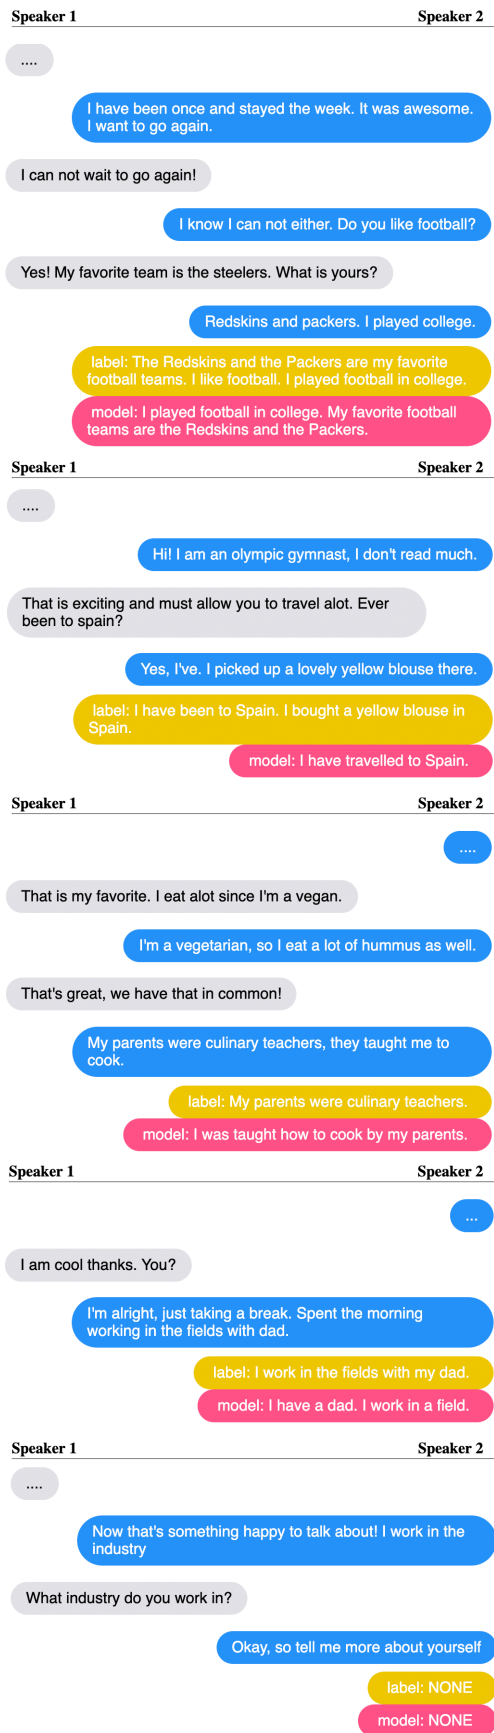 Speaker 1 Speaker 2
....
I have been once and stayed the week. It was awesome.
I want to go again.
I can not wait to go again!
I know I can not either. Do you like football?
Yes! My favorite team is the steelers. What is yours?
Redskins and packers. I played college.
label: The Redskins and the Packers are my favorite
football teams. I like football. I played football in college.
model: I played football in college. My favorite football
teams are the Redskins and the Packers.
Speaker 1 Speaker 2
....
Hi! I am an olympic gymnast, I don't read much.
That is exciting and must allow you to travel alot. Ever
been to spain?
Yes, I've. I picked up a lovely yellow blouse there.
label: I have been to Spain. I bought a yellow blouse in
Spain.
model: I have travelled to Spain.
Speaker 1 Speaker 2
....
That is my favorite. I eat alot since I'm a vegan.
I'm a vegetarian, so I eat a lot of hummus as well.
That's great, we have that in common!
My parents were culinary teachers, they taught me to
cook.
label: My parents were culinary teachers.
model: I was taught how to cook by my parents.
Speaker 1 Speaker 2
...
I am cool thanks. You?
I'm alright, just taking a break. Spent the morning
working in the fields with dad.
label: I work in the fields with my dad.
model: I have a dad. I work in a field.
Speaker 1 Speaker 2
....
Now that's something happy to talk about! I work in the
industry
What industry do you work in?
Okay, so tell me more about yourself
label: NONE
model: NONE